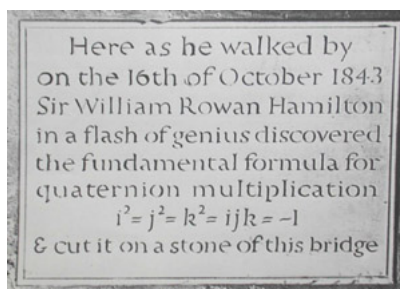 Here as he walked by
on the 16th of October 1843
Sir William Rowan Hamilton
in a flash of genius discovered
the fundamental formula for
quaternion multiplication
i² = j² = k² = ijk = −1
& cut it on a stone of this bridge